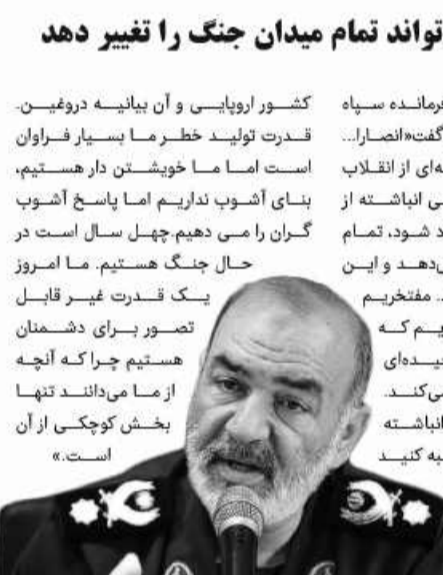 تواند تمام میدان جنگ را تغییر دهد
فرمانده سپاه
گفت«انصارا...
ه‌ای از انقلاب
ی انباشته از
د شود، تمام
ی‌دهد و این
.. مفتخریم
یم که
یده‌ای
ی‌کند.
انباشته
به کنید
کشور اروپایی و آن بیانیه دروغین.
قدرت تولید خطر ما بسیار فراوان
است اما ما خویشتن دار هستیم،
بنای آشوب نداریم اما پاسخ آشوب
گران را می دهیم.چهل سال است در
حال جنگ هستیم. ما امروز
یک قدرت غیر قابل
تصور برای دشمنان
هستیم چرا که آنچه
از ما می‌دانند تنها
بخش کوچکی از آن
است.»